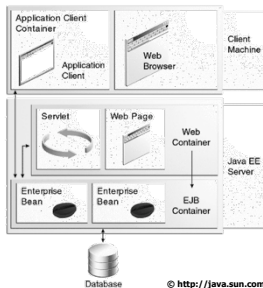 Application Client
Container
Application
Client
Web
Browser
Client
Machine
Servlet
Web Page
Web
Container
Java EE
Server
Enterprise
Bean
Enterprise
Bean
EJB
Container
Database
© http://java.sun.com